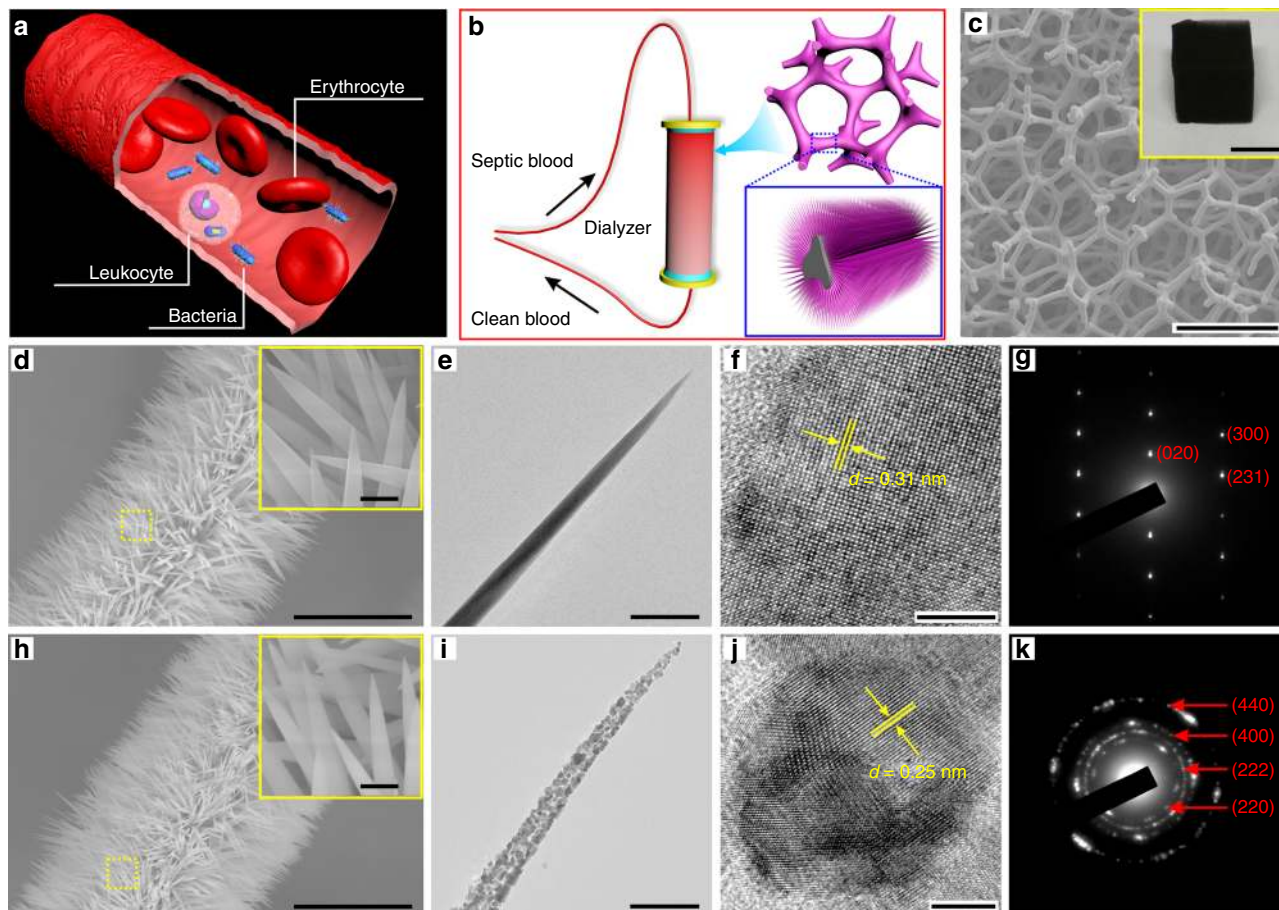 a
Erythrocyte
Leukocyte
Bacteria
b
Septic blood
Dialyzer
Clean blood
c
d
e
f
d = 0.31 nm
g
(300)
(020)
(231)
h
i
j
d = 0.25 nm
k
(440)
(400)
(222)
(220)